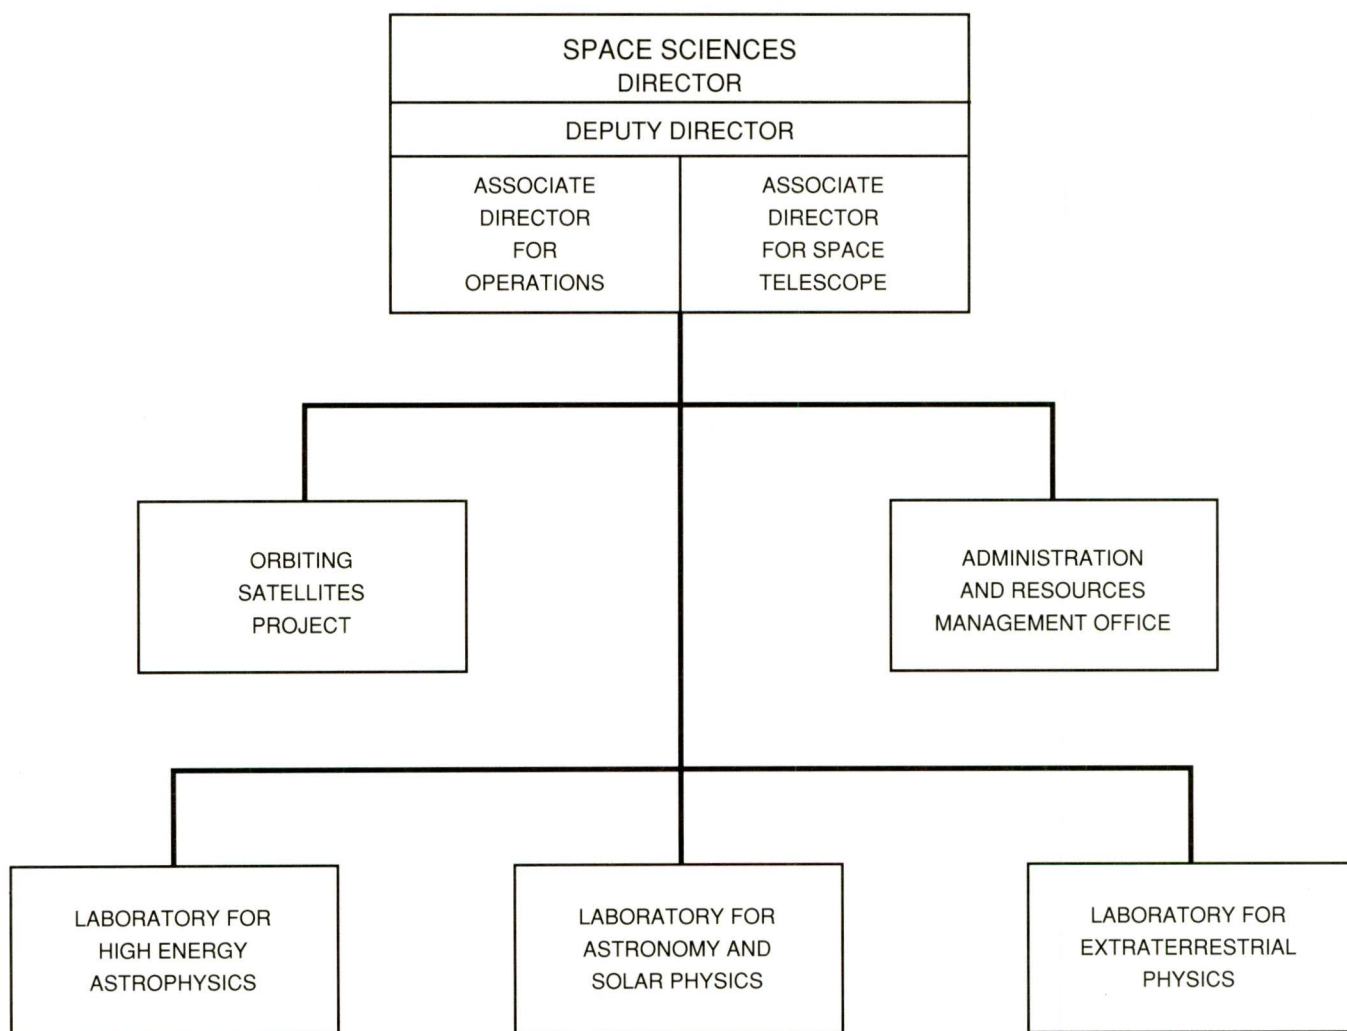 SPACE SCIENCES
DIRECTOR
DEPUTY DIRECTOR
ASSOCIATE
DIRECTOR
FOR
OPERATIONS
ASSOCIATE
DIRECTOR
FOR SPACE
TELESCOPE
ORBITING
SATELLITES
PROJECT
ADMINISTRATION
AND RESOURCES
MANAGEMENT OFFICE
LABORATORY FOR
HIGH ENERGY
ASTROPHYSICS
LABORATORY FOR
ASTRONOMY AND
SOLAR PHYSICS
LABORATORY FOR
EXTRATERRESTRIAL
PHYSICS